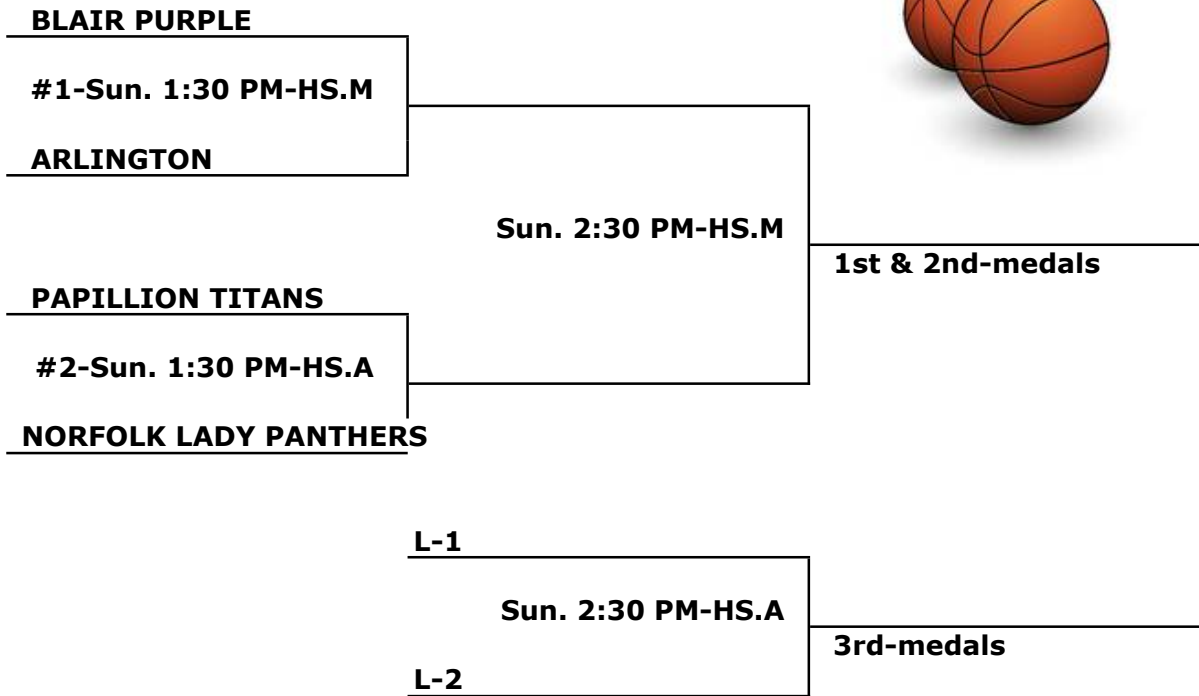 BLAIR PURPLE
#1-Sun. 1:30 PM-HS.M
ARLINGTON
Sun. 2:30 PM-HS.M
1st & 2nd-medals
PAPILLION TITANS
#2-Sun. 1:30 PM-HS.A
NORFOLK LADY PANTHERS
L-1
Sun. 2:30 PM-HS.A
3rd-medals
L-2